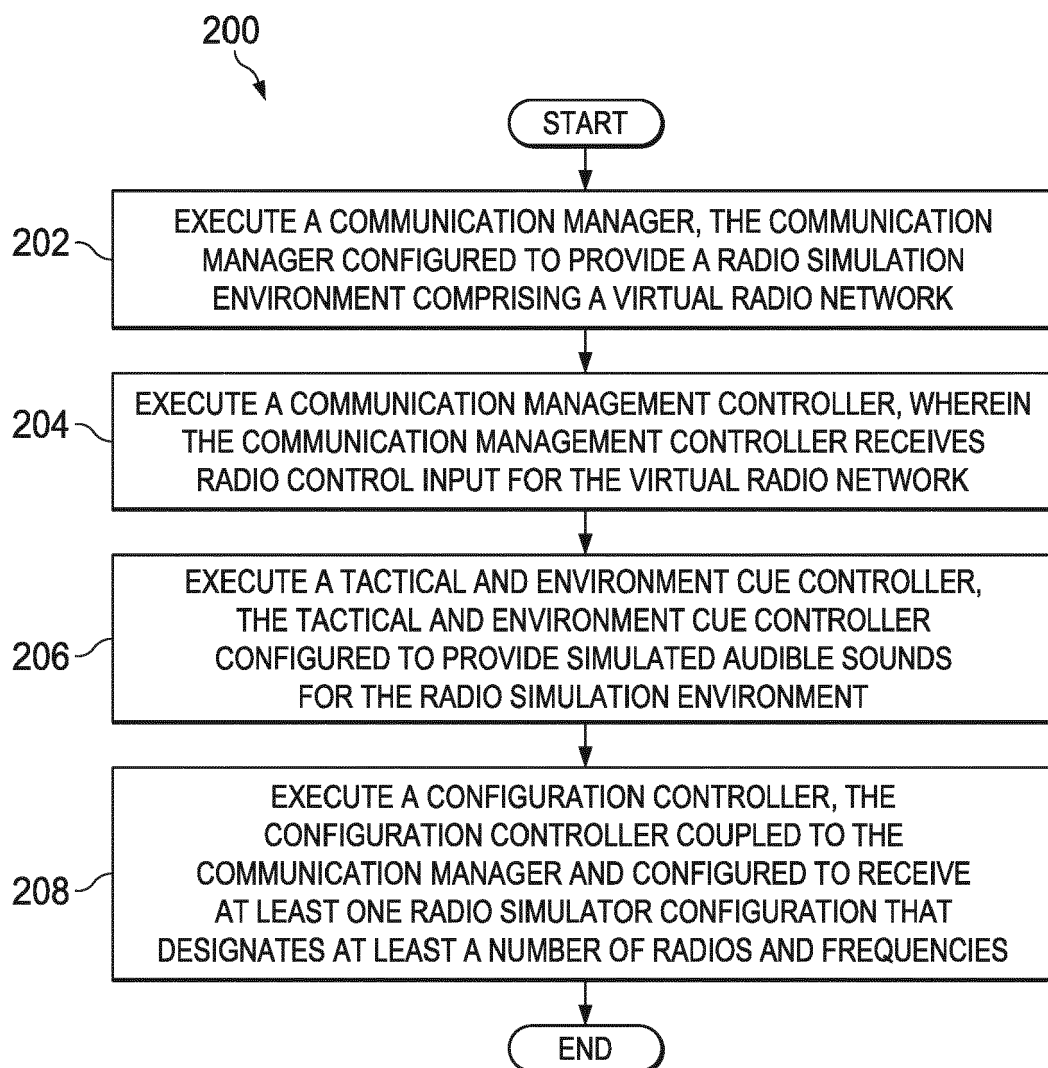 200
START
202
EXECUTE A COMMUNICATION MANAGER, THE COMMUNICATION
MANAGER CONFIGURED TO PROVIDE A RADIO SIMULATION
ENVIRONMENT COMPRISING A VIRTUAL RADIO NETWORK
204
EXECUTE A COMMUNICATION MANAGEMENT CONTROLLER, WHEREIN
THE COMMUNICATION MANAGEMENT CONTROLLER RECEIVES
RADIO CONTROL INPUT FOR THE VIRTUAL RADIO NETWORK
206
EXECUTE A TACTICAL AND ENVIRONMENT CUE CONTROLLER,
THE TACTICAL AND ENVIRONMENT CUE CONTROLLER
CONFIGURED TO PROVIDE SIMULATED AUDIBLE SOUNDS
FOR THE RADIO SIMULATION ENVIRONMENT
208
EXECUTE A CONFIGURATION CONTROLLER, THE
CONFIGURATION CONTROLLER COUPLED TO THE
COMMUNICATION MANAGER AND CONFIGURED TO RECEIVE
AT LEAST ONE RADIO SIMULATOR CONFIGURATION THAT
DESIGNATES AT LEAST A NUMBER OF RADIOS AND FREQUENCIES
END